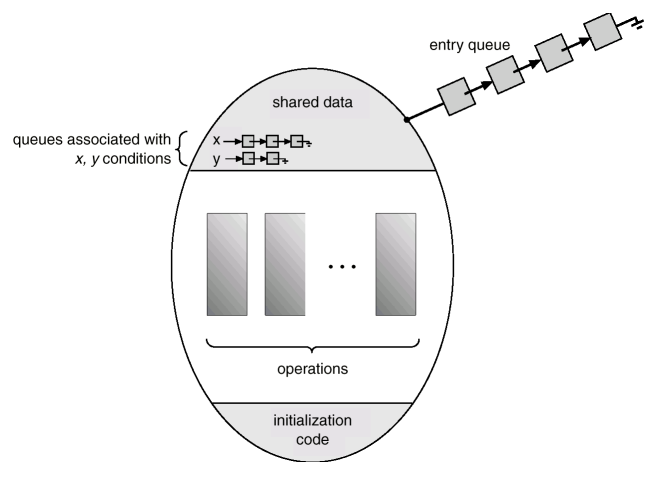 entry queue
shared data
queues associated with
x, y conditions
x
y
...
operations
initialization
code